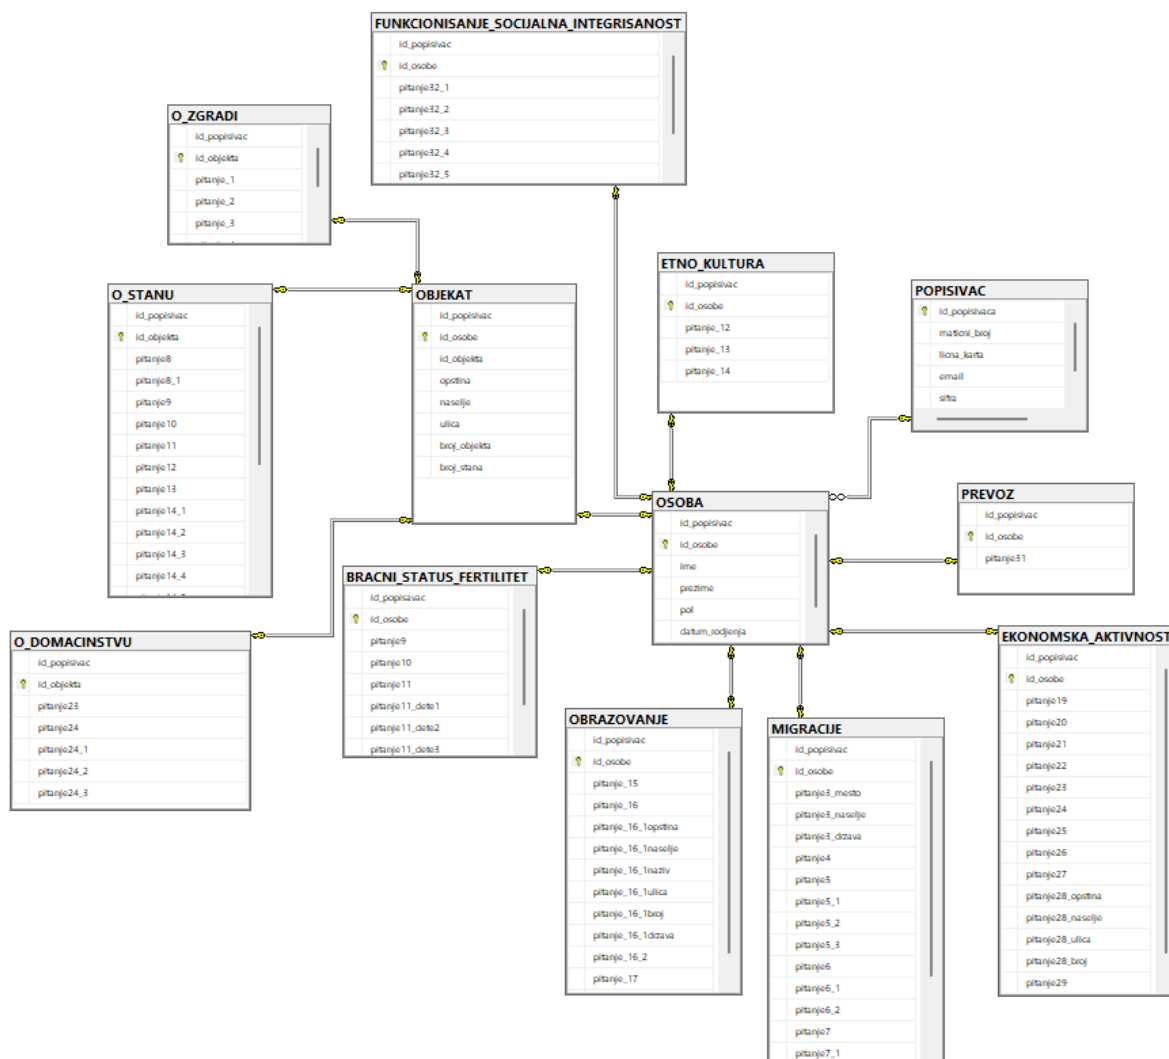 FUNKCIONISANJE_SOCIJALNA_INTEGRISANOST
id_popisivac
id_osobe
pitanje32_1
pitanje32_2
pitanje32_3
pitanje32_4
pitanje32_5
O_ZGRADI
id_popisivac
id_objekta
pitanje_1
pitanje_2
pitanje_3
O_STANU
id_popisivac
id_objekta
pitanje8
pitanje8_1
pitanje9
pitanje10
pitanje11
pitanje12
pitanje13
pitanje14_1
pitanje14_2
pitanje14_3
pitanje14_4
OBJEKAT
id_popisivac
id_osobe
id_objekta
opstina
naselje
ulica
broj_objekta
broj_stana
ETNO_KULTURA
id_popisivac
id_osobe
pitanje_12
pitanje_13
pitanje_14
POPISIVAC
id_popisivaca
maticni_broj
licna_karta
email
sifra
OSOBA
id_popisivac
id_osobe
ime
prezime
pol
datum_rodjenja
PREVOZ
id_popisivac
id_osobe
pitanje31
BRACNI_STATUS_FERTILITET
id_popisavac
id_osobe
pitanje9
pitanje10
pitanje11
pitanje11_dete1
pitanje11_dete2
pitanje11_dete3
O_DOMACINSTVU
id_popisivac
id_objekta
pitanje23
pitanje24
pitanje24_1
pitanje24_2
pitanje24_3
EKONOMSKA_AKTIVNOST
id_popisivac
id_osobe
pitanje19
pitanje20
pitanje21
pitanje22
pitanje23
pitanje24
pitanje25
pitanje26
pitanje27
pitanje28_opstina
pitanje28_naselje
pitanje28_ulica
pitanje28_broj
pitanje29
OBRAZOVANJE
id_popisivac
id_osobe
pitanje_15
pitanje_16
pitanje_16_1opstina
pitanje_16_1naselje
pitanje_16_1naziv
pitanje_16_1ulica
pitanje_16_1broj
pitanje_16_1drzava
pitanje_16_2
pitanje_17
MIGRACIJE
id_popisivac
id_osobe
pitanje3_mesto
pitanje3_naselje
pitanje3_drzava
pitanje4
pitanje5
pitanje5_1
pitanje5_2
pitanje5_3
pitanje6
pitanje6_1
pitanje6_2
pitanje7
pitanje7_1